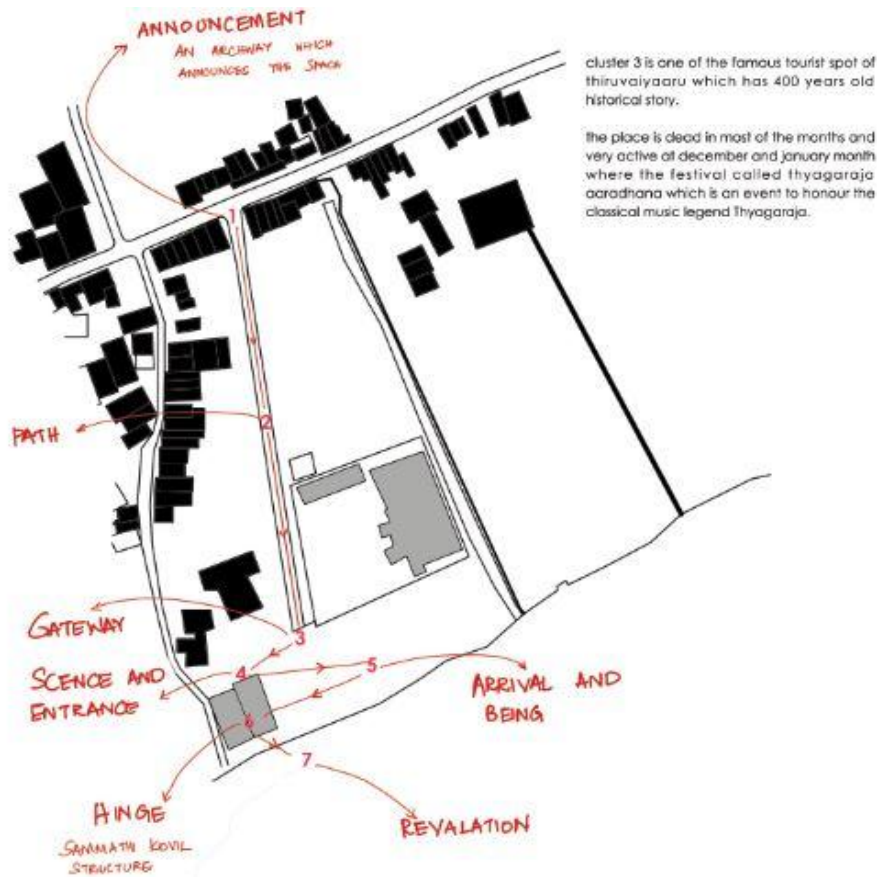 ANNOUNCEMENT
AN ARCHWAY WHICH
ANNOUNCES THE SPACE
cluster 3 is one of the famous tourist spot of
thiruvaiyaaru which has 400 years old
historical story.
the place is dead in most of the months and
very active at december and january month
where the festival called thyagaraja
aaradhana which is an event to honour the
classical music legend Thyagaraja.
1
2
PATH
3
GATEWAY
4
5
SCENCE AND
ENTRANCE
ARRIVAL AND
BEING
6
7
HINGE
SAMMATHI KOVIL
STRUCTURE
REVALATION